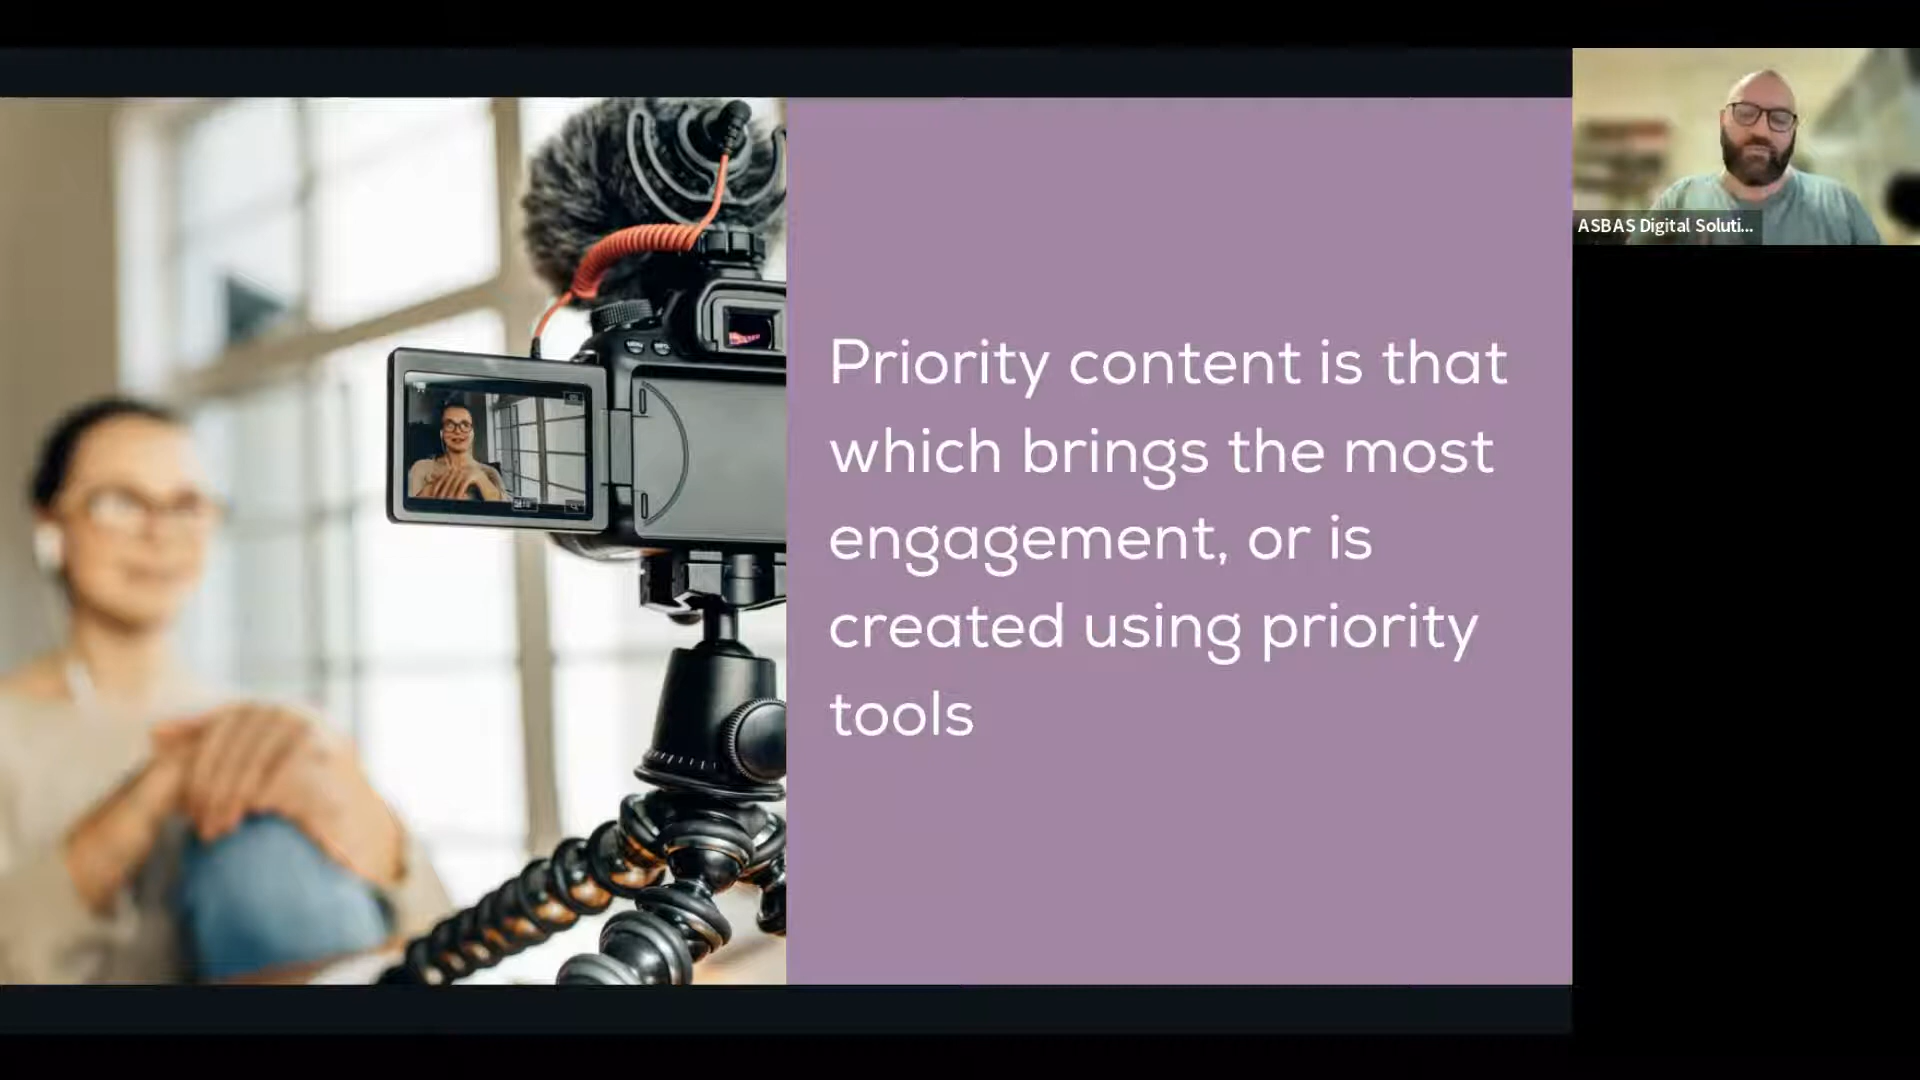 Priority content is that
which brings the most
engagement, or is
created using priority
tools
ASBAS Digital Soluti...